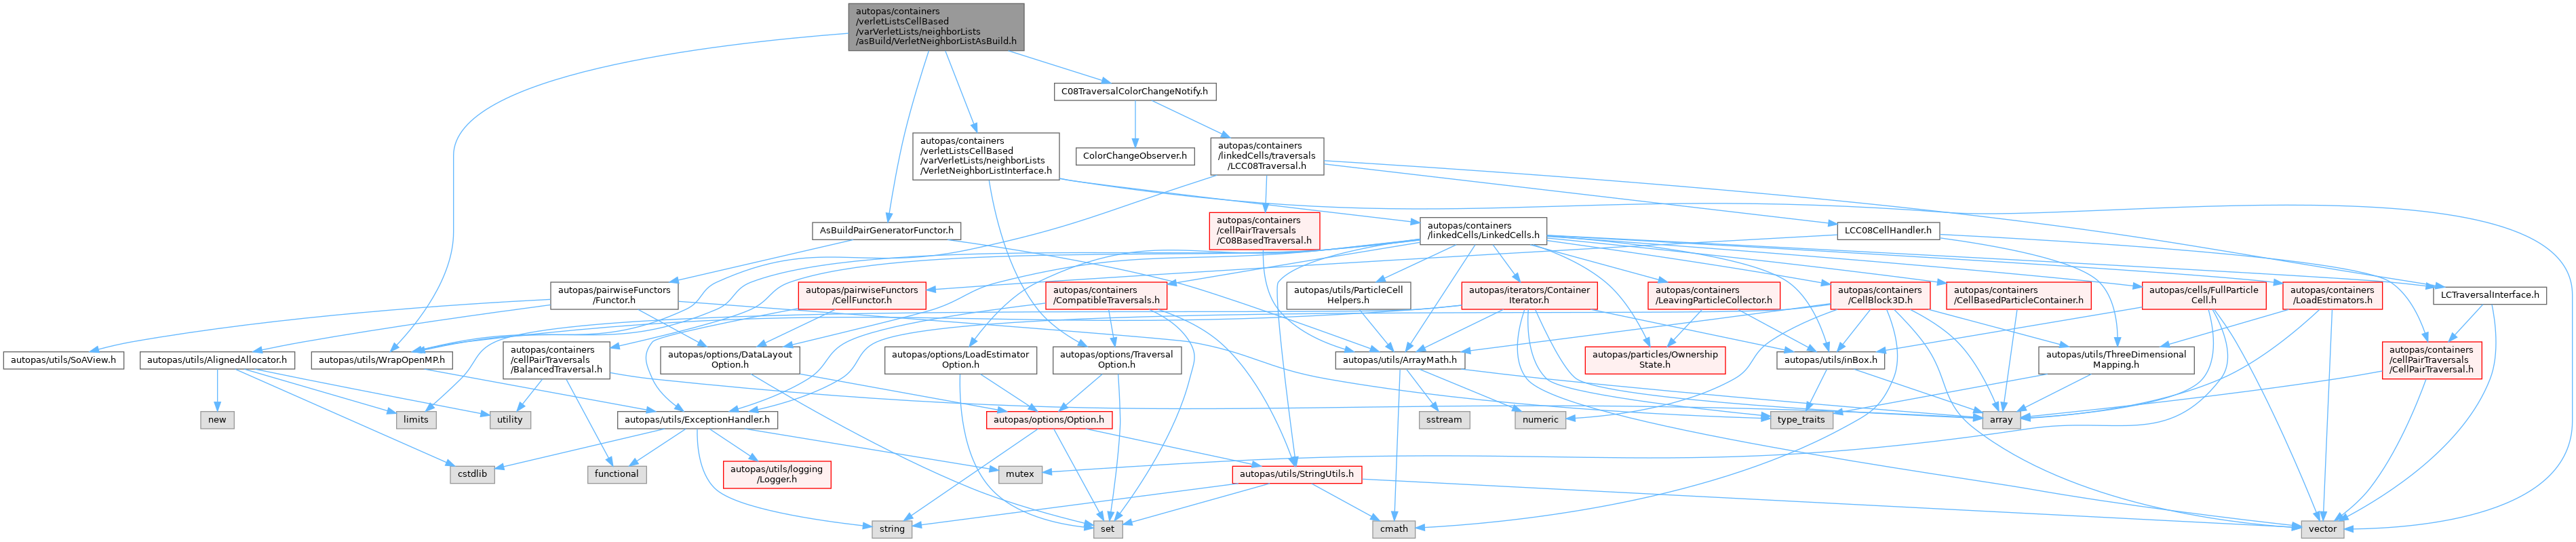 autopas/containers
/verletListsCellBased
/varVerletLists/neighborLists
/asBuild/VerletNeighborListAsBuild.h
C08TraversalColorChangeNotify.h
autopas/containers
/verletListsCellBased
/varVerletLists/neighborLists
/VerletNeighborListInterface.h
ColorChangeObserver.h
autopas/containers
/linkedCells/traversals
/LCC08Traversal.h
AsBuildPairGeneratorFunctor.h
autopas/containers
/cellPairTraversals
/C08BasedTraversal.h
autopas/containers
/linkedCells/LinkedCells.h
LCC08CellHandler.h
autopas/pairwiseFunctors
/Functor.h
autopas/pairwiseFunctors
/CellFunctor.h
autopas/containers
/CompatibleTraversals.h
autopas/utils/ParticleCell
Helpers.h
autopas/iterators/Container
Iterator.h
autopas/containers
/LeavingParticleCollector.h
autopas/containers
/CellBlock3D.h
autopas/containers
/CellBasedParticleContainer.h
autopas/cells/FullParticle
Cell.h
autopas/containers
/LoadEstimators.h
LCTraversalInterface.h
autopas/utils/SoAView.h
autopas/utils/AlignedAllocator.h
autopas/utils/WrapOpenMP.h
autopas/containers
/cellPairTraversals
/BalancedTraversal.h
autopas/options/DataLayout
Option.h
autopas/options/LoadEstimator
Option.h
autopas/options/Traversal
Option.h
autopas/utils/ArrayMath.h
autopas/particles/Ownership
State.h
autopas/utils/inBox.h
autopas/utils/ThreeDimensional
Mapping.h
autopas/containers
/cellPairTraversals
/CellPairTraversal.h
new
limits
utility
autopas/utils/ExceptionHandler.h
autopas/options/Option.h
sstream
numeric
type_traits
array
cstdlib
functional
autopas/utils/logging
/Logger.h
mutex
autopas/utils/StringUtils.h
string
set
cmath
vector